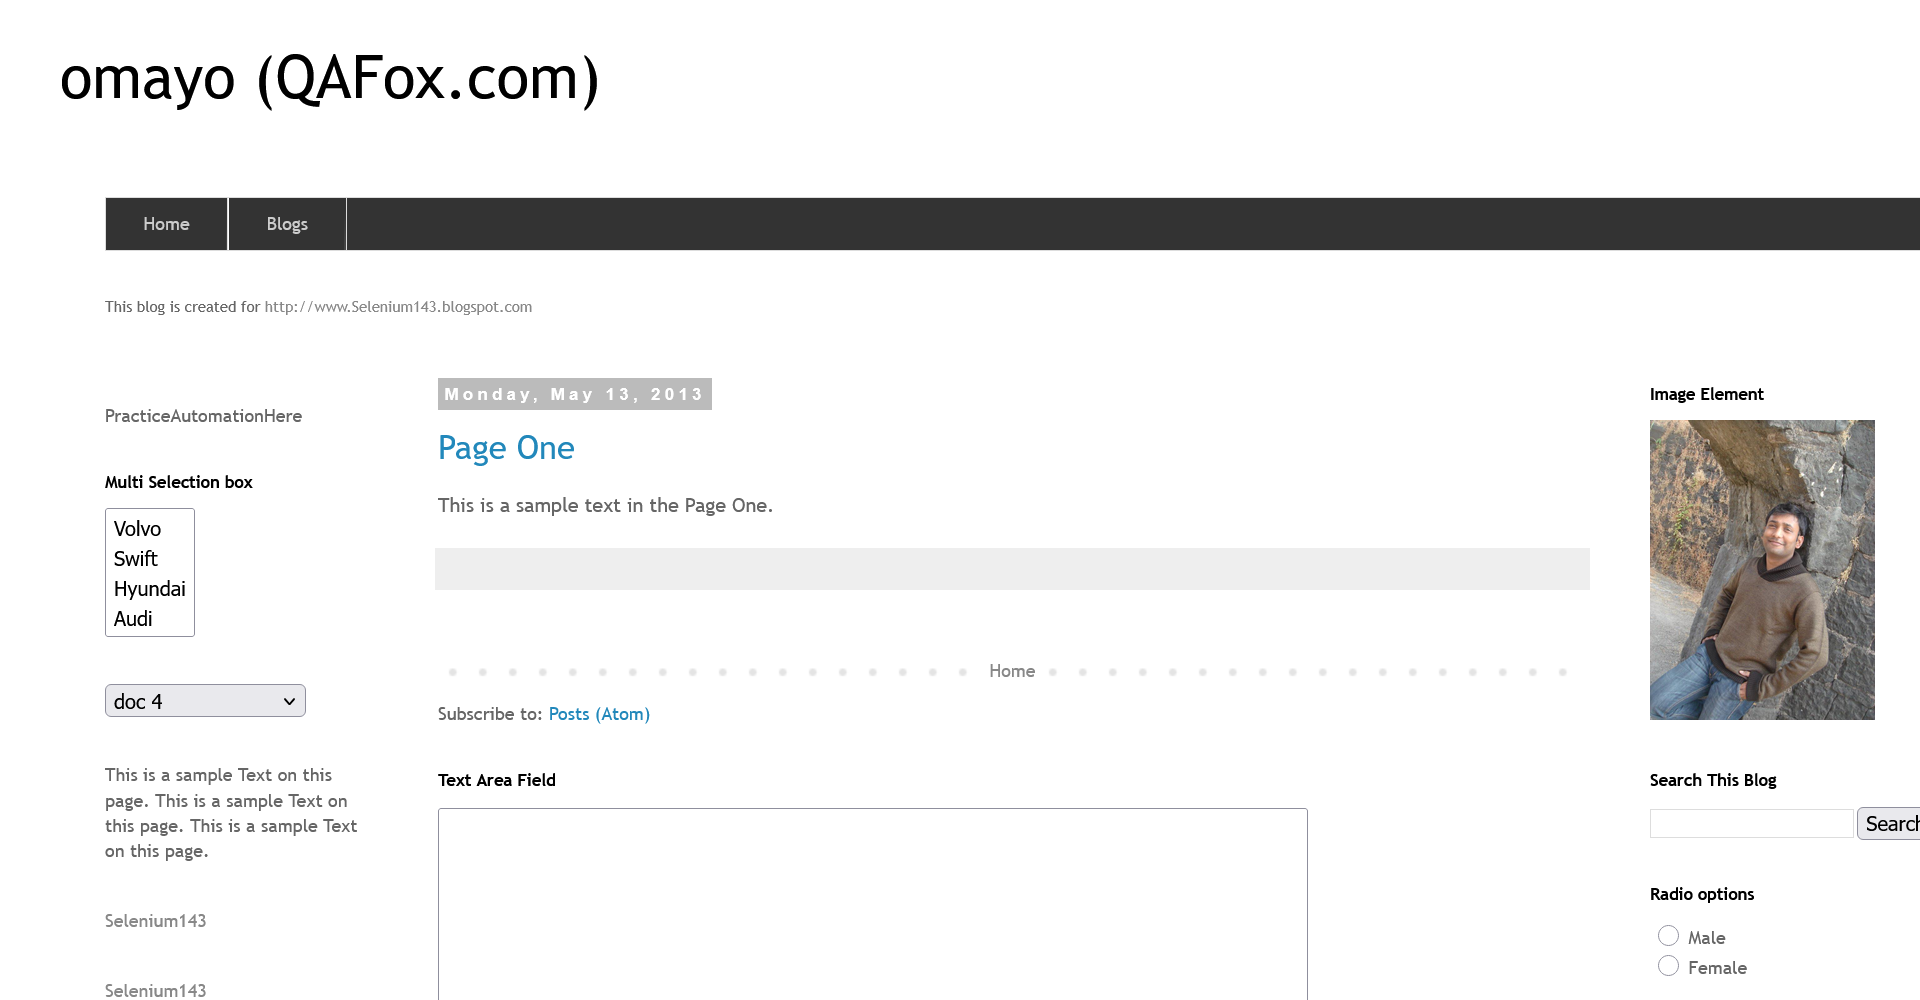 omayo (QAFox.com)
Home
Blogs
This blog is created for http://www.Selenium143.blogspot.com
PracticeAutomationHere
Multi Selection box
Volvo
Swift
Hyundai
Audi
doc 4
This is a sample Text on this
page. This is a sample Text on
this page. This is a sample Text
on this page.
Selenium143
Selenium143
Monday, May 13, 2013
Page One
This is a sample text in the Page One.
Home
Subscribe to: Posts (Atom)
Text Area Field
Image Element
Search This Blog
Search
Radio options
Male
Female